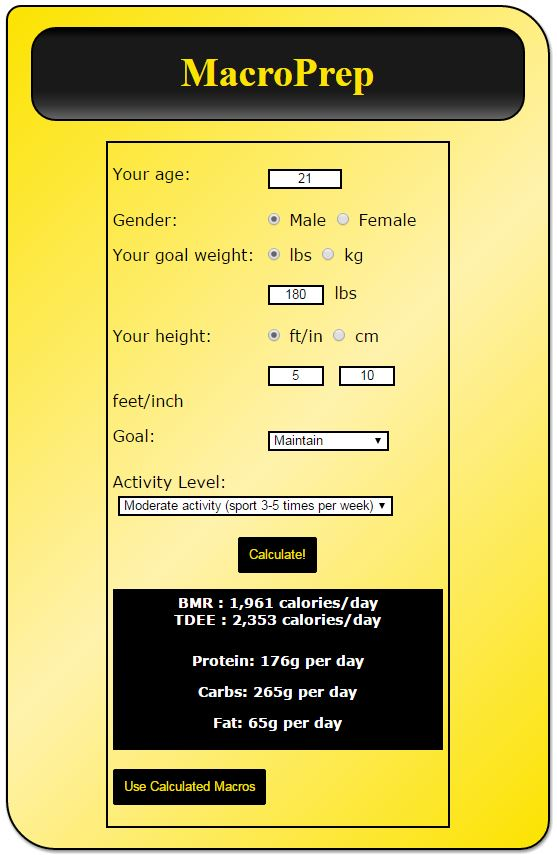 MacroPrep
Your age: 21
Gender: Male Female
Your goal weight: lbs kg
180 lbs
Your height: ft/in cm
5 10
feet/inch
Goal: Maintain
Activity Level:
Moderate activity (sport 3-5 times per week)
Calculate!
BMR : 1,961 calories/day
TDEE : 2,353 calories/day
Protein: 176g per day
Carbs: 265g per day
Fat: 65g per day
Use Calculated Macros